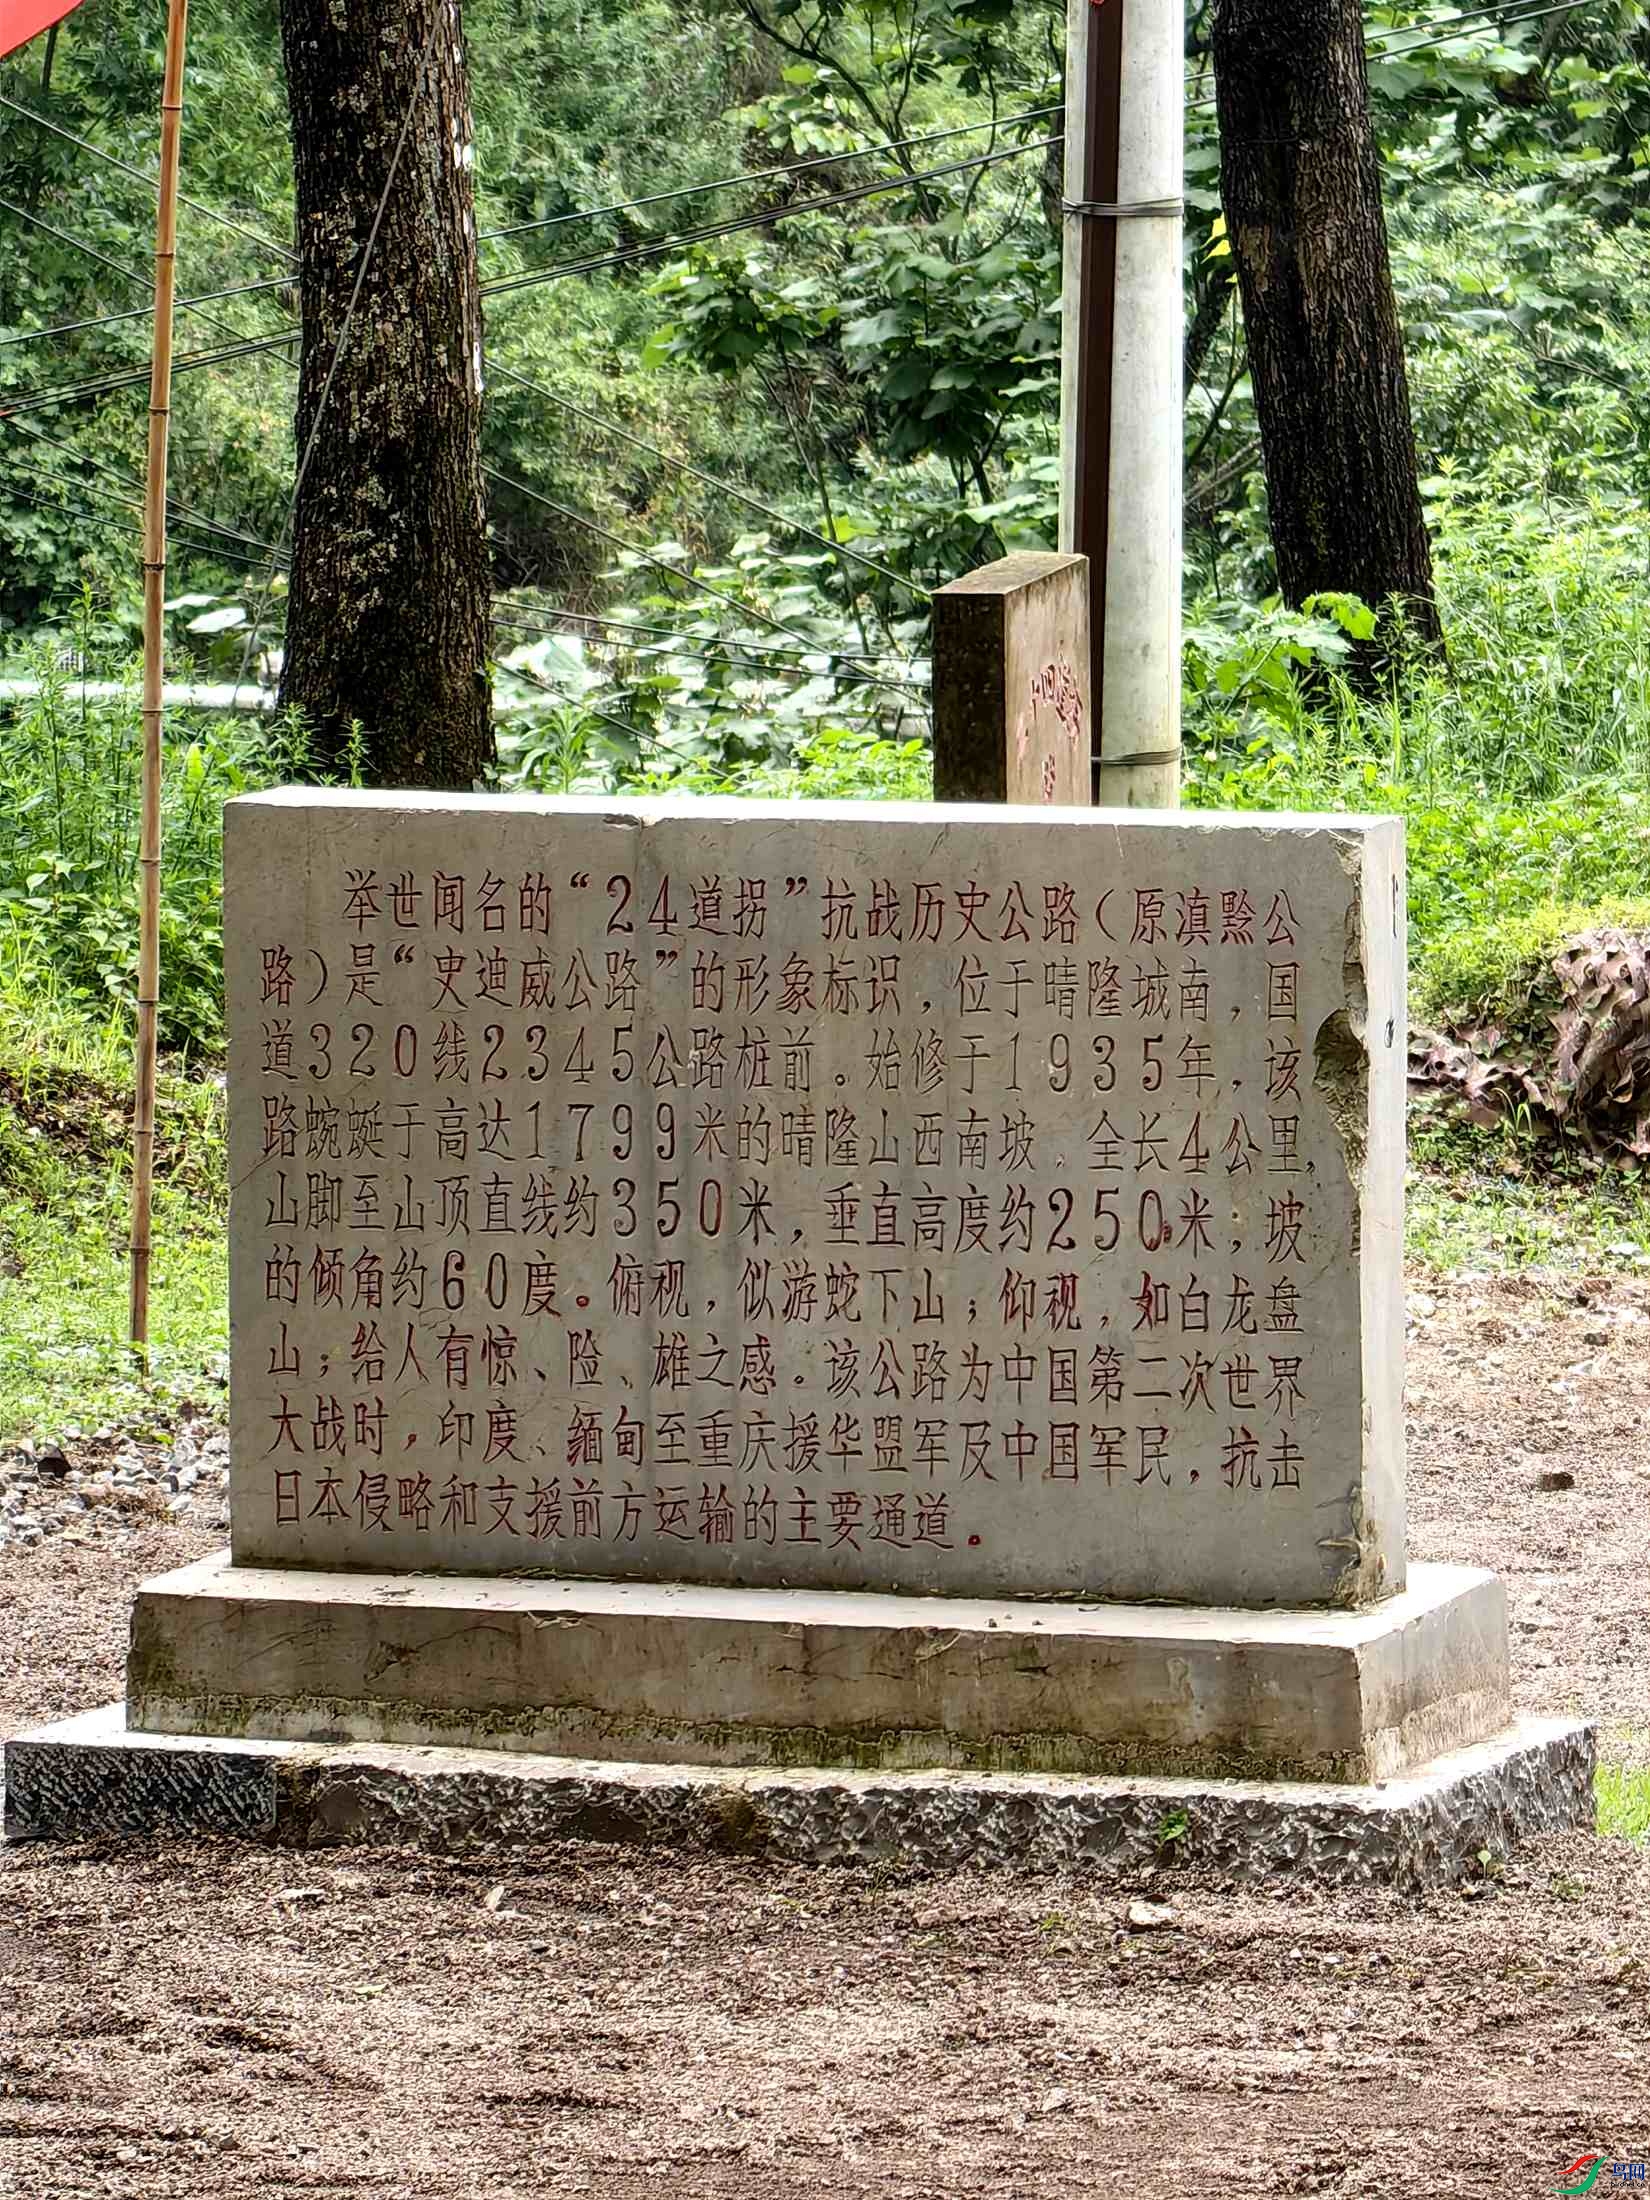 举世闻名的“24道拐”抗战历史公路(原滇黔公
路)是“史迪威公路”的形象标识,位于晴隆城南,国
道320线2345公路桩前。始修于1935年,该
路蜿蜒于高达1799米的晴隆山西南坡。全长4公里,
山脚至山顶直线约350米,垂直高度约250米;坡
的倾角约60度。俯视,似游蛇下山;仰视,如白龙盘
山;给人有惊、险、雄之感。该公路为中国第二次世界
大战时,印度、缅甸至重庆援华盟军及中国军民,抗击
日本侵略和支援前方运输的主要通道。
鸟网